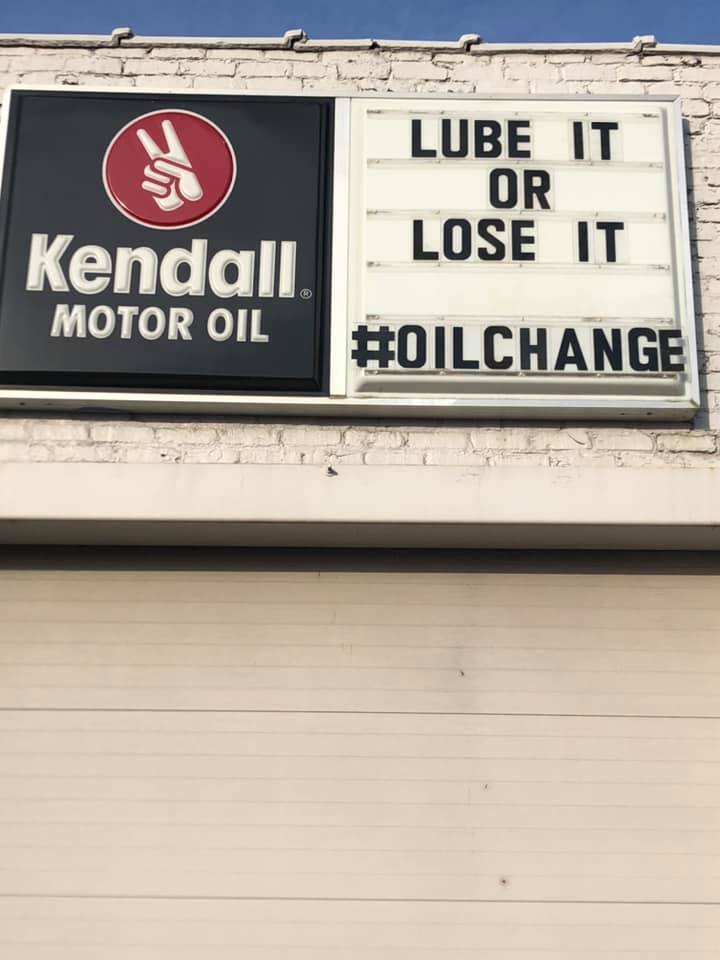 Kendall®
MOTOR OIL
LUBE IT
OR
LOSE IT
#OILCHANGE